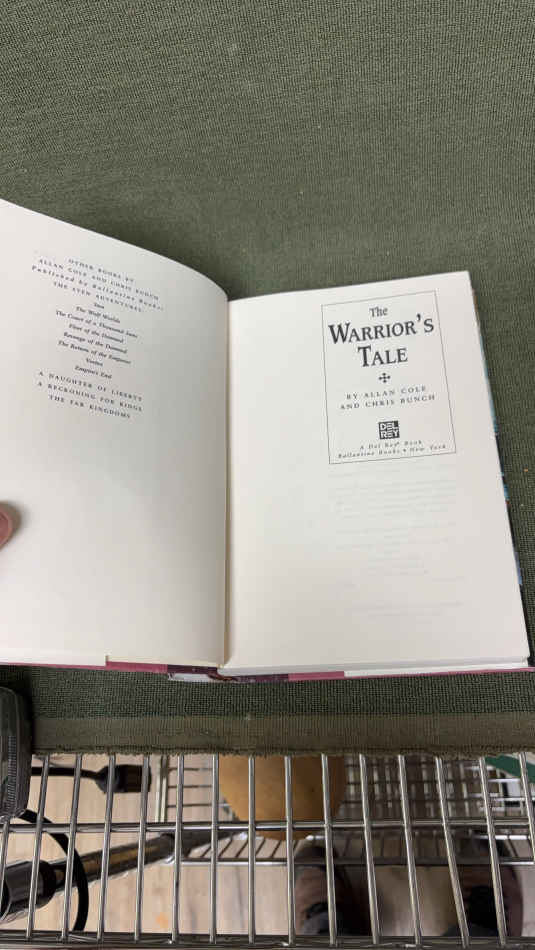 OTHER BOOKS BY
ALLAN COLE AND CHRIS BUNCH
Published by Ballantine Books:
THE STEN ADVENTURES:
Sten
The Wolf Worlds
The Court of a Thousand Suns
Fleet of the Damned
Revenge of the Damned
The Return of the Emperor
Vortex
Empire's End
A DAUGHTER OF LIBERTY
A RECKONING FOR KINGS
THE FAR KINGDOMS
The
WARRIOR'S
TALE
BY ALLAN COLE
AND CHRIS BUNCH
DEL
REY
A Del Rey® Book
Ballantine Books • New York